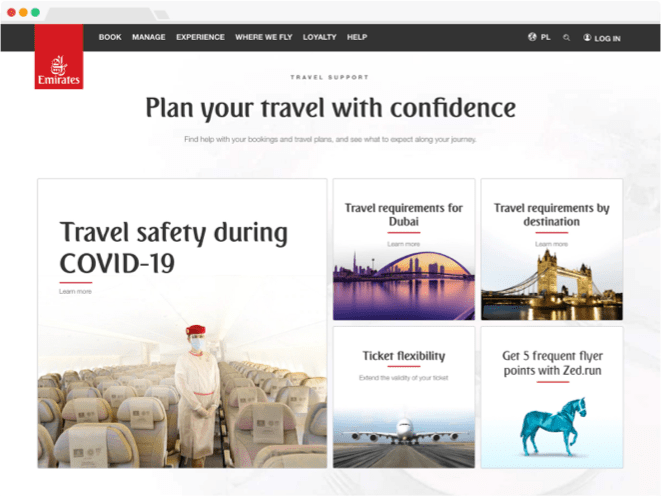 BOOK MANAGE EXPERIENCE WHERE WE FLY LOYALTY HELP PL LOG IN
Emirates
TRAVEL SUPPORT
Plan your travel with confidence
Find help with your bookings and travel plans, and see what to expect along your journey.
Travel safety during
COVID-19
Learn more
Travel requirements for
Dubai
Learn more
Travel requirements by
destination
Learn more
Ticket flexibility
Extend the validity of your ticket
Get 5 frequent flyer
points with Zed.run